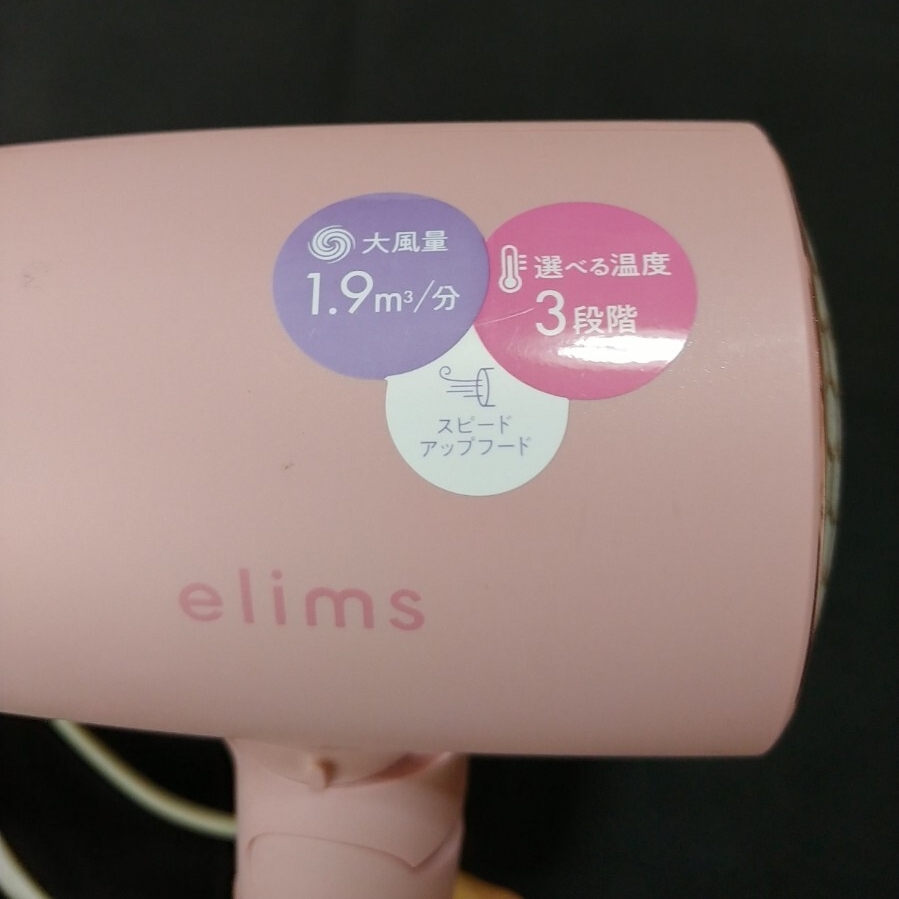 大風量
1.9m³/分
選べる温度
3段階
スピード
アップフード
elims